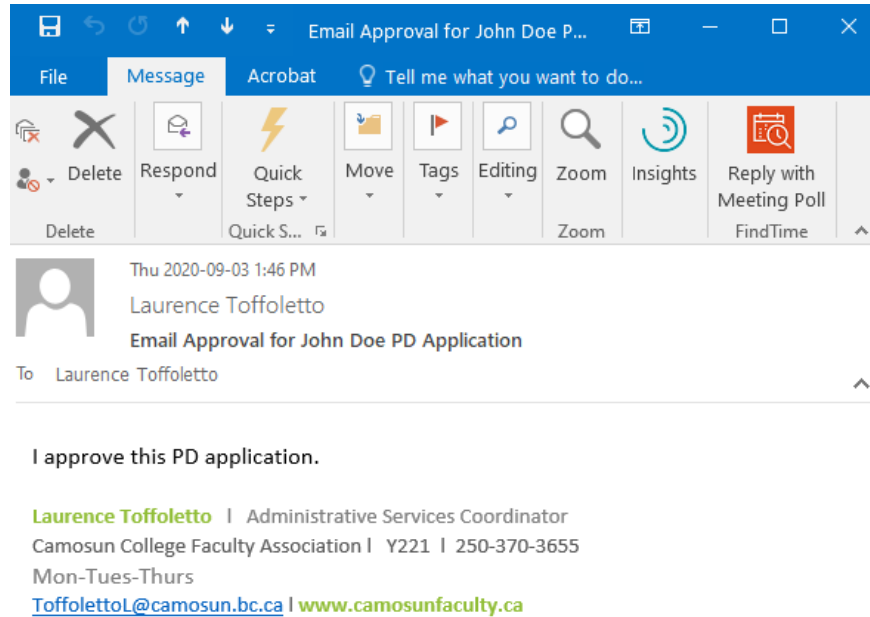 Email Approval for John Doe P...
File Message Acrobat Tell me what you want to do...
Delete Respond Quick Steps Move Tags Editing Zoom Insights Reply with Meeting Poll
Delete Quick S... Zoom FindTime
Thu 2020-09-03 1:46 PM
Laurence Toffoletto
Email Approval for John Doe PD Application
To Laurence Toffoletto
I approve this PD application.
Laurence Toffoletto | Administrative Services Coordinator
Camosun College Faculty Association l Y221 l 250-370-3655
Mon-Tues-Thurs
ToffolettoL@camosun.bc.ca l www.camosunfaculty.ca